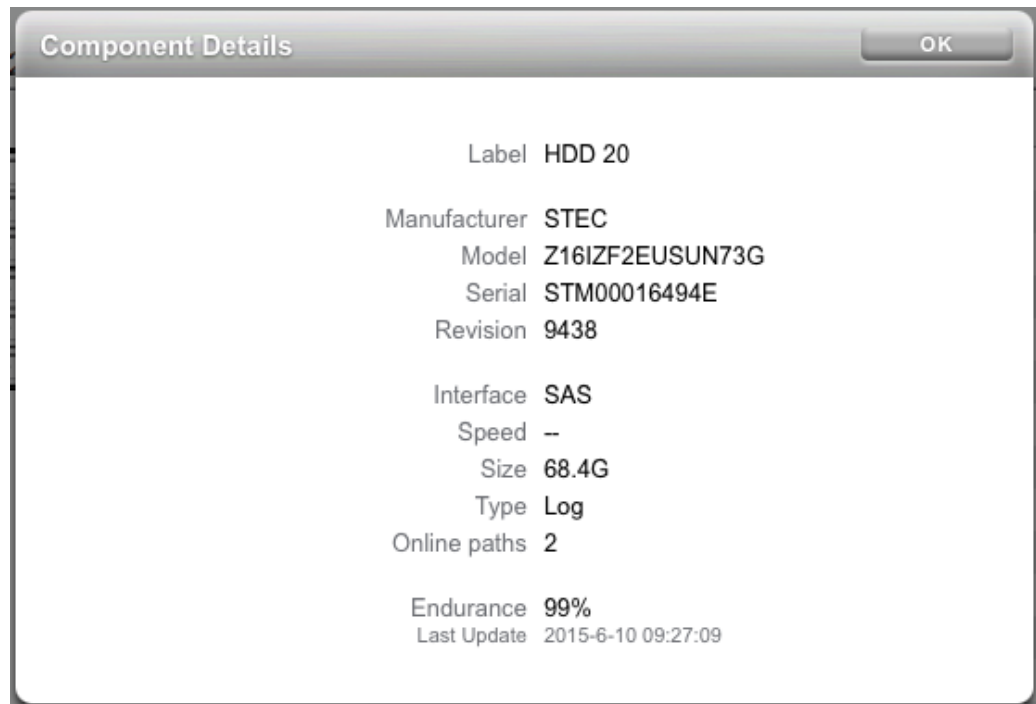 Component Details
OK
Label HDD 20
Manufacturer STEC
Model Z16IZF2EUSUN73G
Serial STM00016494E
Revision 9438
Interface SAS
Speed --
Size 68.4G
Type Log
Online paths 2
Endurance 99%
Last Update 2015-6-10 09:27:09